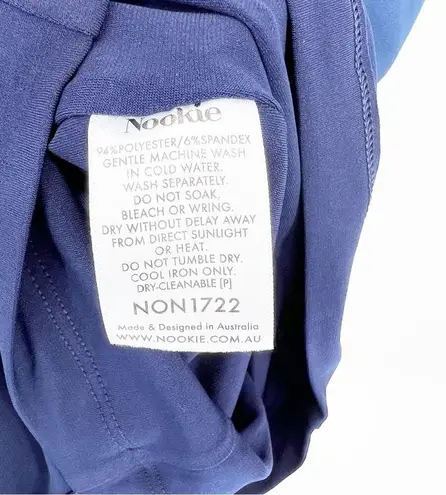 Nookie
94%POLYESTER/6%SPANDEX
GENTLE MACHINE WASH
IN COLD WATER.
WASH SEPARATELY.
DO NOT SOAK,
BLEACH OR WRING.
DRY WITHOUT DELAY AWAY
FROM DIRECT SUNLIGHT
OR HEAT.
DO NOT TUMBLE DRY.
COOL IRON ONLY.
DRY-CLEANABLE [P]
NON1722
Made & Designed in Australia
WWW.NOOKIE.COM.AU